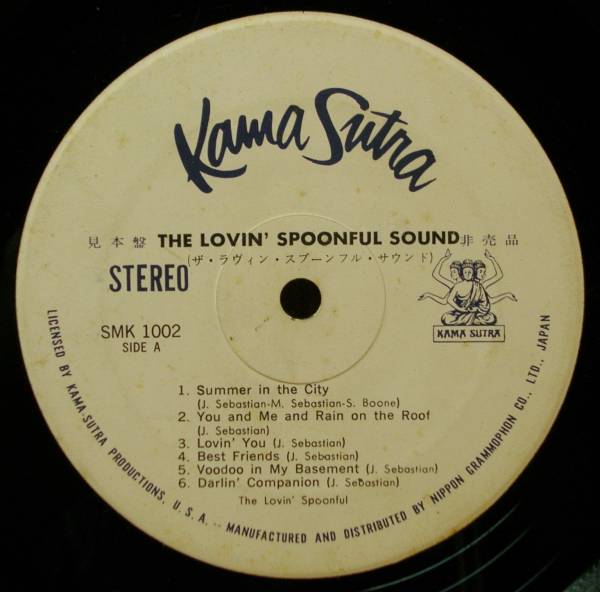 Kama Sutra
見本盤 THE LOVIN' SPOONFUL SOUND 非売品
(ザ・ラヴィン・スプーンフル・サウンド)
STEREO
SMK 1002
SIDE A
KAMA SUTRA
1. Summer in the City
(J. Sebastian-M. Sebastian-S. Boone)
2. You and Me and Rain on the Roof
(J. Sebastian)
3. Lovin' You (J. Sebastian)
4. Best Friends (J. Sebastian)
5. Voodoo in My Basement (J. Sebastian)
6. Darlin' Companion (J. Sebastian)
The Lovin' Spoonful
LICENSED BY KAMA-SUTRA PRODUCTIONS, U.S.A. — MANUFACTURED AND DISTRIBUTED BY NIPPON GRAMMOPHON CO., LTD., JAPAN